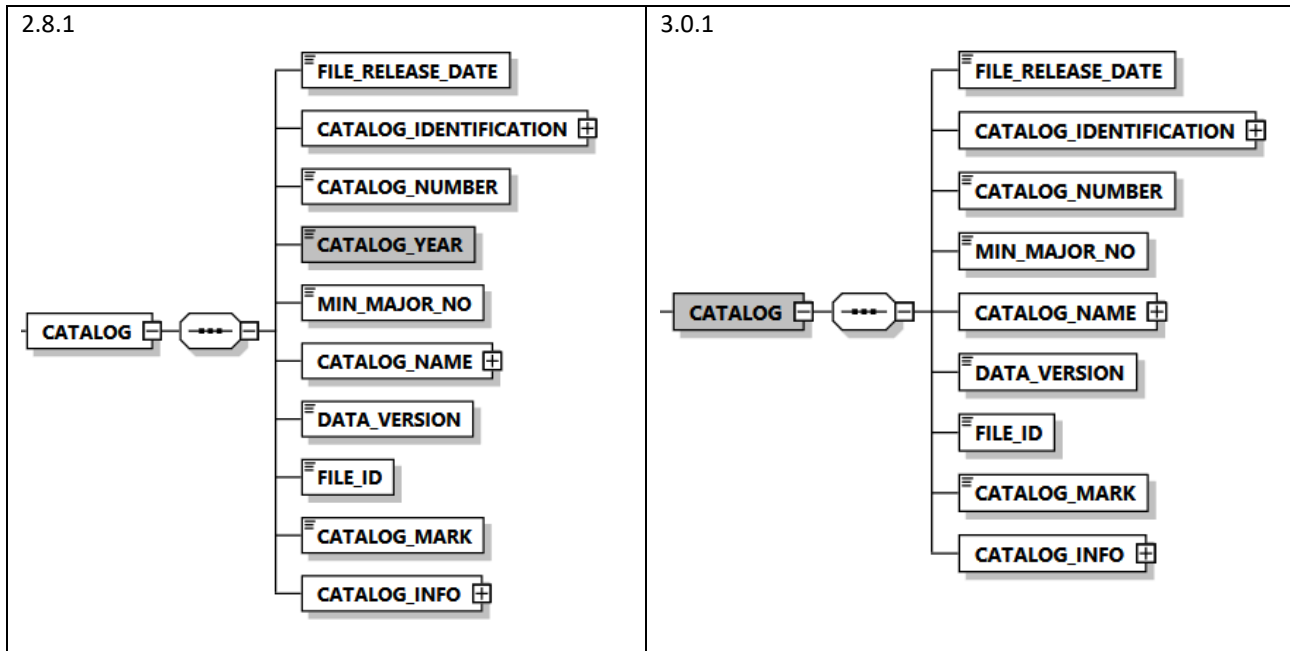 2.8.1
FILE_RELEASE_DATE
CATALOG_IDENTIFICATION
CATALOG_NUMBER
CATALOG_YEAR
MIN_MAJOR_NO
CATALOG
CATALOG_NAME
DATA_VERSION
FILE_ID
CATALOG_MARK
CATALOG_INFO
3.0.1
FILE_RELEASE_DATE
CATALOG_IDENTIFICATION
CATALOG_NUMBER
MIN_MAJOR_NO
CATALOG
CATALOG_NAME
DATA_VERSION
FILE_ID
CATALOG_MARK
CATALOG_INFO